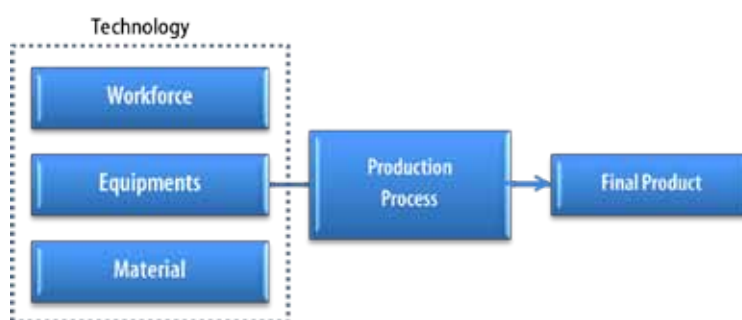 Technology
Workforce
Equipments
Material
Production
Process
Final Product